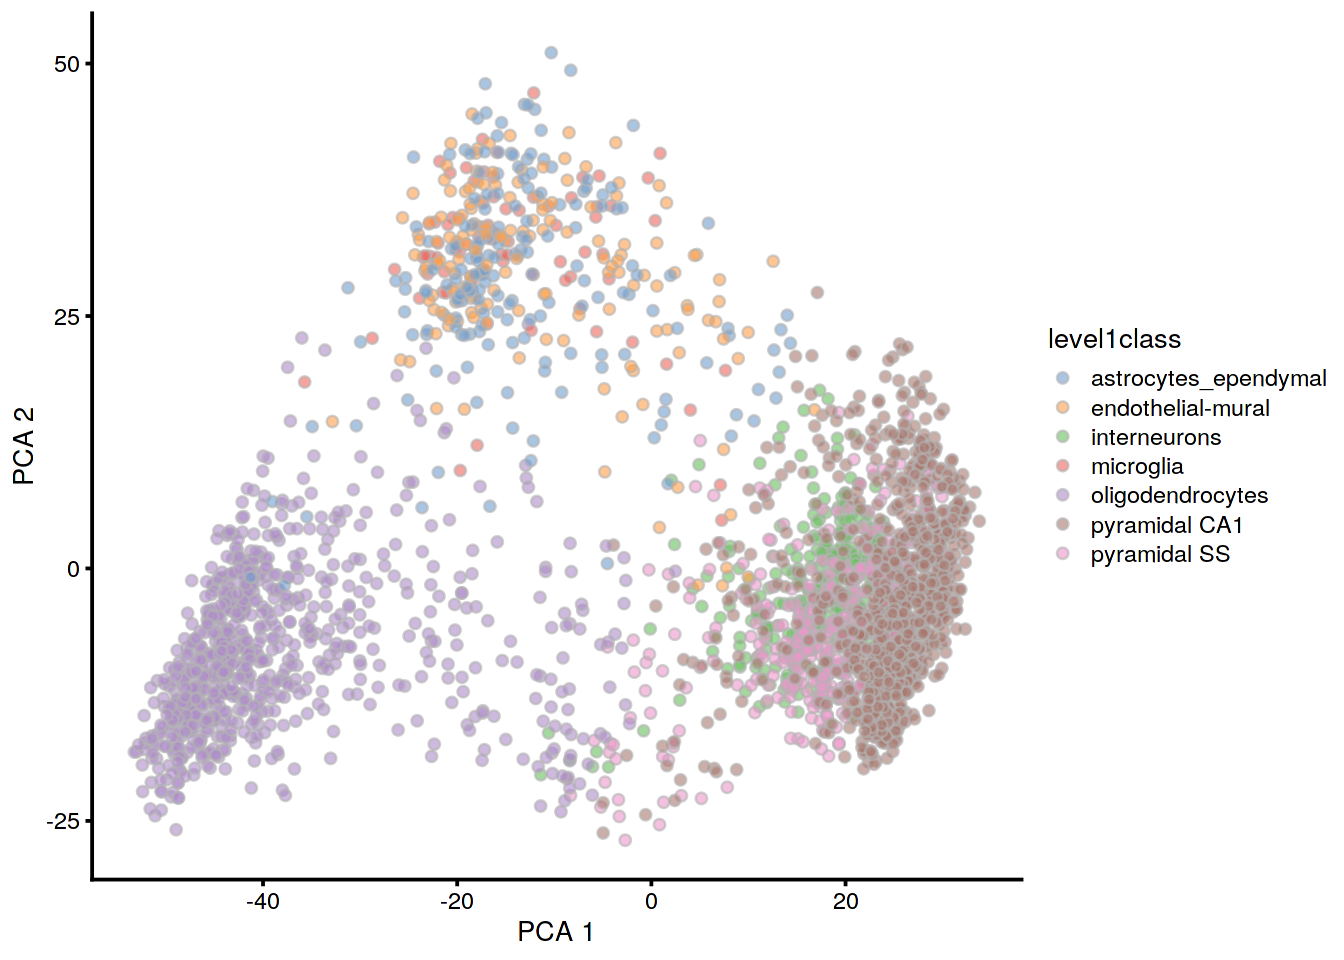 50
25
0
-25
PCA 2
-40
-20
0
20
PCA 1
level1class
astrocytes_ependymal
endothelial-mural
interneurons
microglia
oligodendrocytes
pyramidal CA1
pyramidal SS